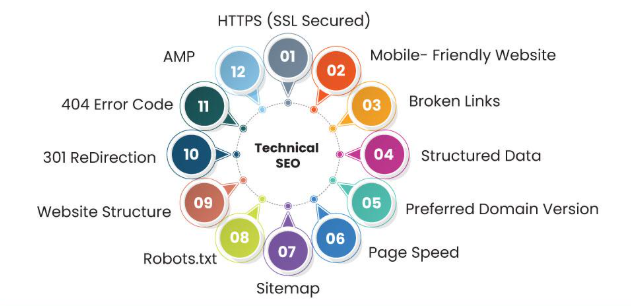 HTTPS (SSL Secured)
01
Mobile- Friendly Website
02
Broken Links
03
Structured Data
04
Preferred Domain Version
05
Page Speed
06
Sitemap
07
Robots.txt
08
Website Structure
09
301 ReDirection
10
404 Error Code
11
AMP
12
Technical
SEO